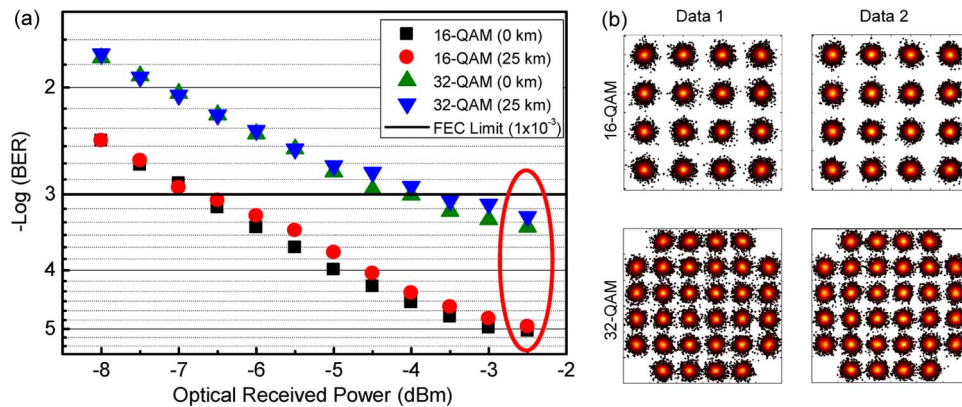 (a)
16-QAM (0 km)
16-QAM (25 km)
32-QAM (0 km)
32-QAM (25 km)
FEC Limit (1x10⁻³)
2
3
4
5
-Log (BER)
-8 -7 -6 -5 -4 -3 -2
Optical Received Power (dBm)
(b)
Data 1 Data 2
16-QAM
32-QAM